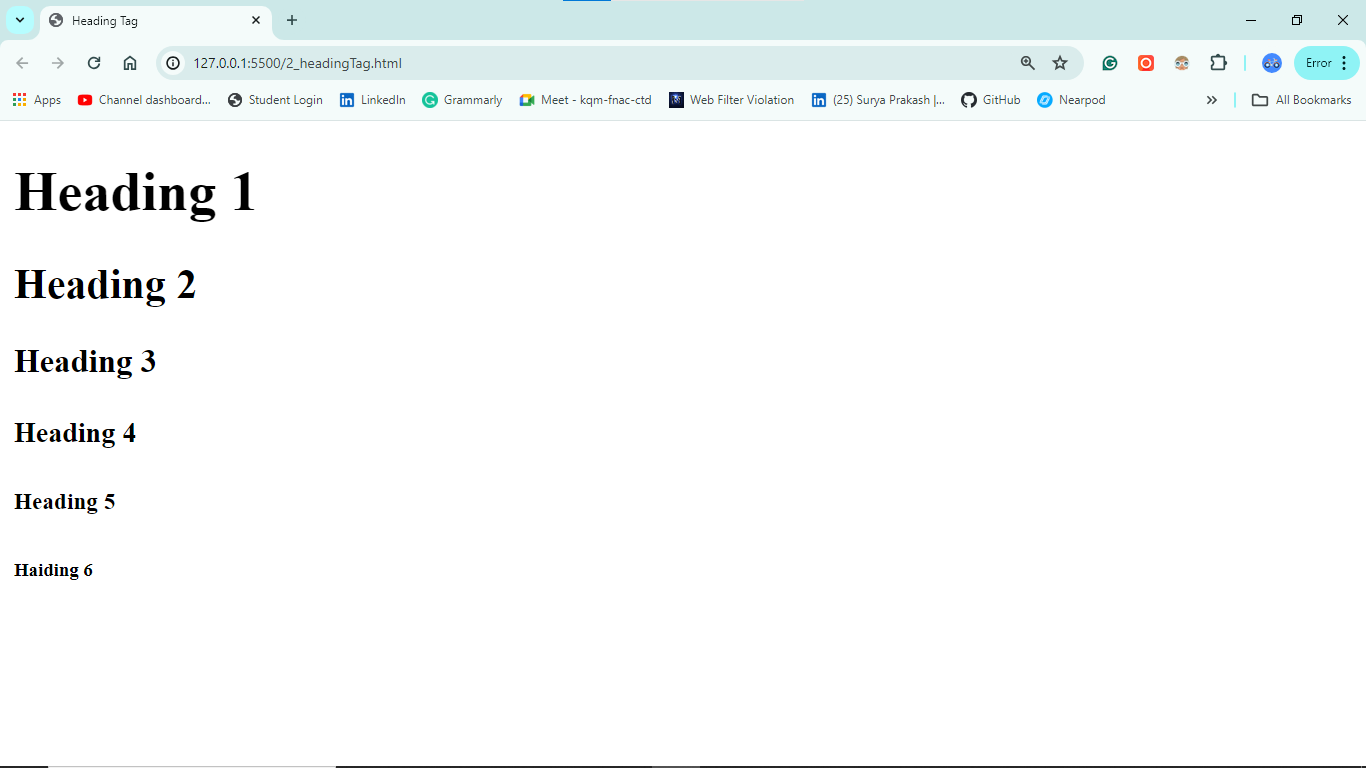 Heading Tag
127.0.0.1:5500/2_headingTag.html
Error
Apps Channel dashboard... Student Login LinkedIn Grammarly Meet - kqm-fnac-ctd Web Filter Violation (25) Surya Prakash |... GitHub Nearpod All Bookmarks
Heading 1
Heading 2
Heading 3
Heading 4
Heading 5
Haiding 6